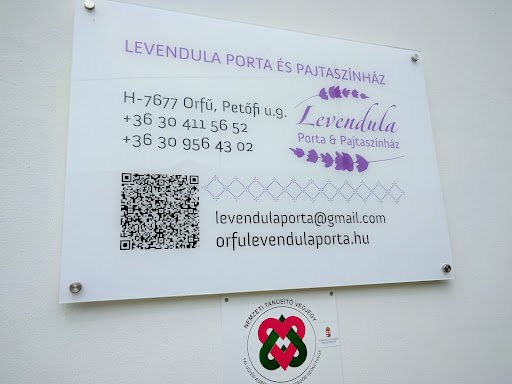 LEVENDULA PORTA ÉS PAJTASZÍNHÁZ
H-7677 Orfű, Petőfi u.9.
+36 30 411 56 52
+36 30 956 43 02
Levendula
Porta & Pajtaszínház
levendulaporta@gmail.com
orfulevendulaporta.hu
NEMZETI TANÚSÍTÓ VÉDJEGY